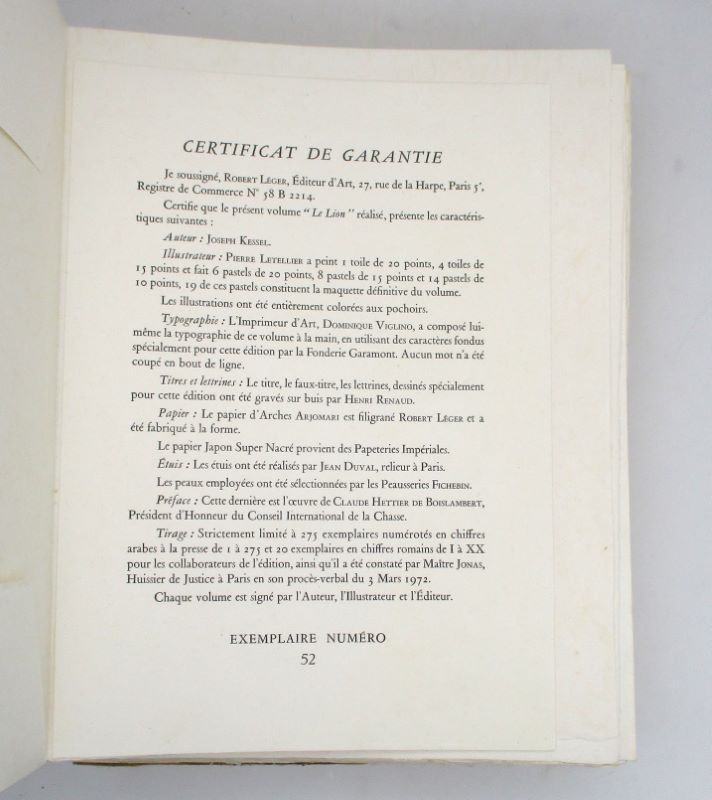 CERTIFICAT DE GARANTIE
Je soussigné, ROBERT LÉGER, Éditeur d'Art, 27, rue de la Harpe, Paris 5ᵉ,
Registre de Commerce N° 58 B 2214.
Certifie que le présent volume “ Le Lion ” réalisé, présente les caractéris-
tiques suivantes :
Auteur : JOSEPH KESSEL.
Illustrateur : PIERRE LETELLIER a peint 1 toile de 20 points, 4 toiles de
15 points et fait 6 pastels de 20 points, 8 pastels de 15 points et 14 pastels de
10 points, 19 de ces pastels constituent la maquette définitive du volume.
Les illustrations ont été entièrement colorées aux pochoirs.
Typographie : L'Imprimeur d'Art, DOMINIQUE VIGLINO, a composé lui-
même la typographie de ce volume à la main, en utilisant des caractères fondus
spécialement pour cette édition par la Fonderie Garamont. Aucun mot n'a été
coupé en bout de ligne.
Titres et lettrines : Le titre, le faux-titre, les lettrines, dessinés spécialement
pour cette édition ont été gravés sur buis par HENRI RENAUD.
Papier : Le papier d'Arches ARJOMARI est filigrané ROBERT LÉGER et a
été fabriqué à la forme.
Le papier Japon Super Nacré provient des Papeteries Impériales.
Étuis : Les étuis ont été réalisés par JEAN DUVAL, relieur à Paris.
Les peaux employées ont été sélectionnées par les Peausseries FICHEBIN.
Préface : Cette dernière est l'œuvre de CLAUDE HETTIER DE BOISLAMBERT,
Président d'Honneur du Conseil International de la Chasse.
Tirage : Strictement limité à 275 exemplaires numérotés en chiffres
arabes à la presse de 1 à 275 et 20 exemplaires en chiffres romains de I à XX
pour les collaborateurs de l'édition, ainsi qu'il a été constaté par Maître JONAS,
Huissier de Justice à Paris en son procès-verbal du 3 Mars 1972.
Chaque volume est signé par l'Auteur, l'Illustrateur et l'Éditeur.
EXEMPLAIRE NUMÉRO
52